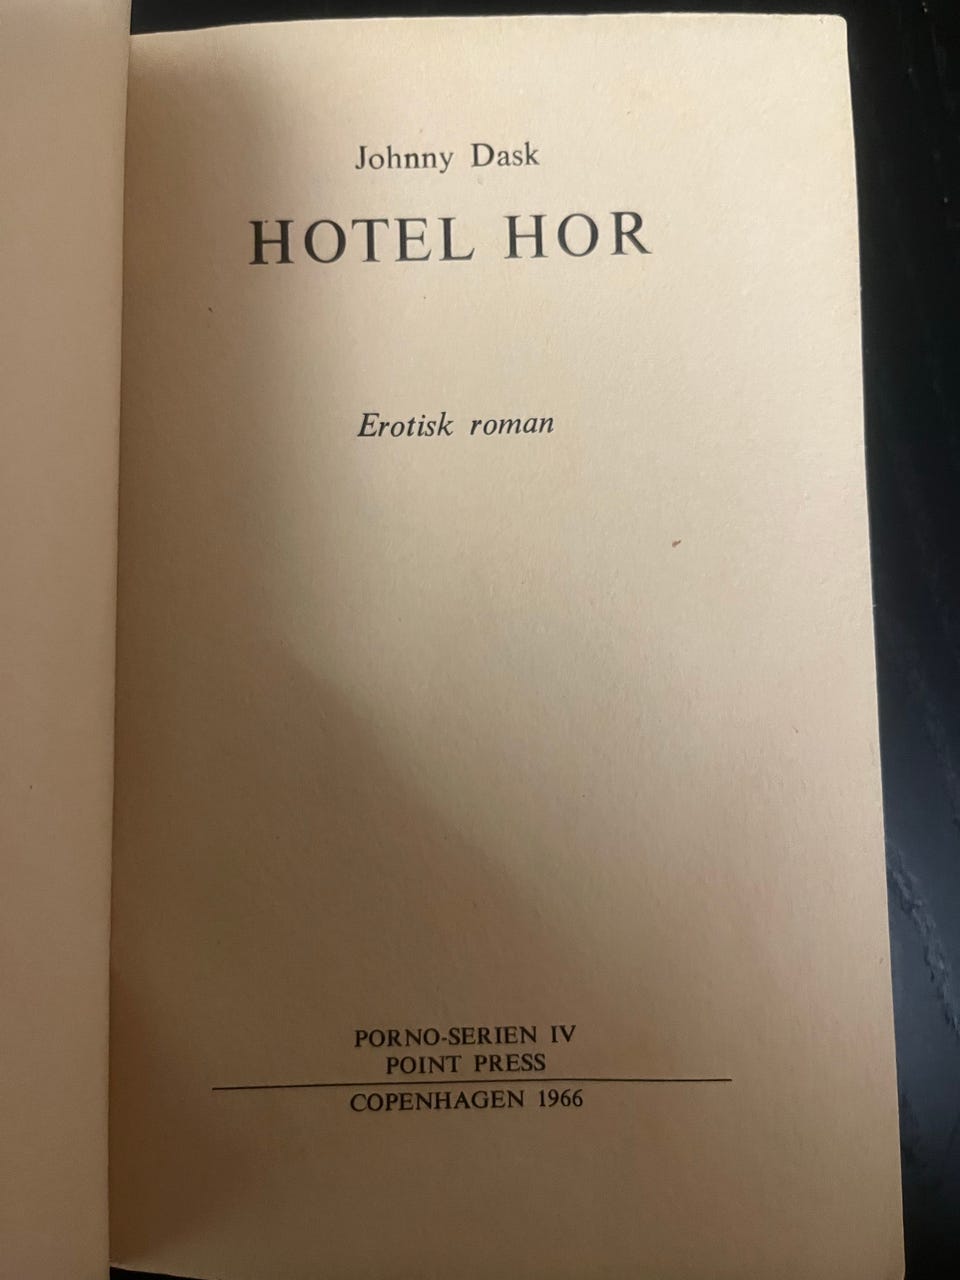 Johnny Dask
HOTEL HOR
Erotisk roman
PORNO-SERIEN IV
POINT PRESS
COPENHAGEN 1966